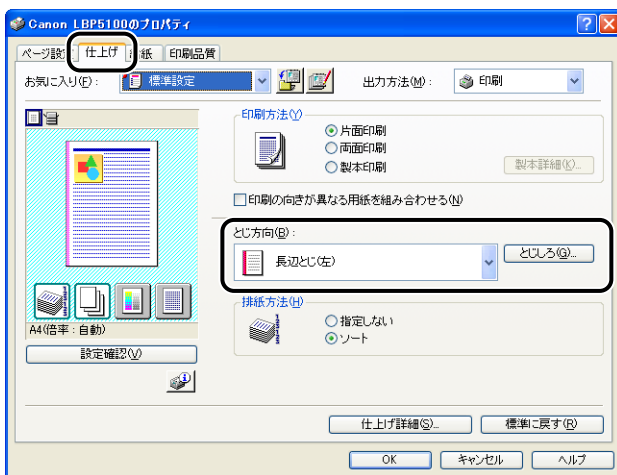 Canon LBP5100のプロパティ
ページ設 仕上げ 紙 印刷品質
お気に入り(F): 標準設定 出力方法(M): 印刷
印刷方法(Y)
片面印刷
両面印刷
製本印刷 製本詳細(K)...
印刷の向きが異なる用紙を組み合わせる(N)
とじ方向(B):
長辺とじ(左) とじしろ(G)...
排紙方法(H)
指定しない
ソート
A4(倍率:自動)
設定確認(V)
仕上げ詳細(S)... 標準に戻す(R)
OK キャンセル ヘルプ